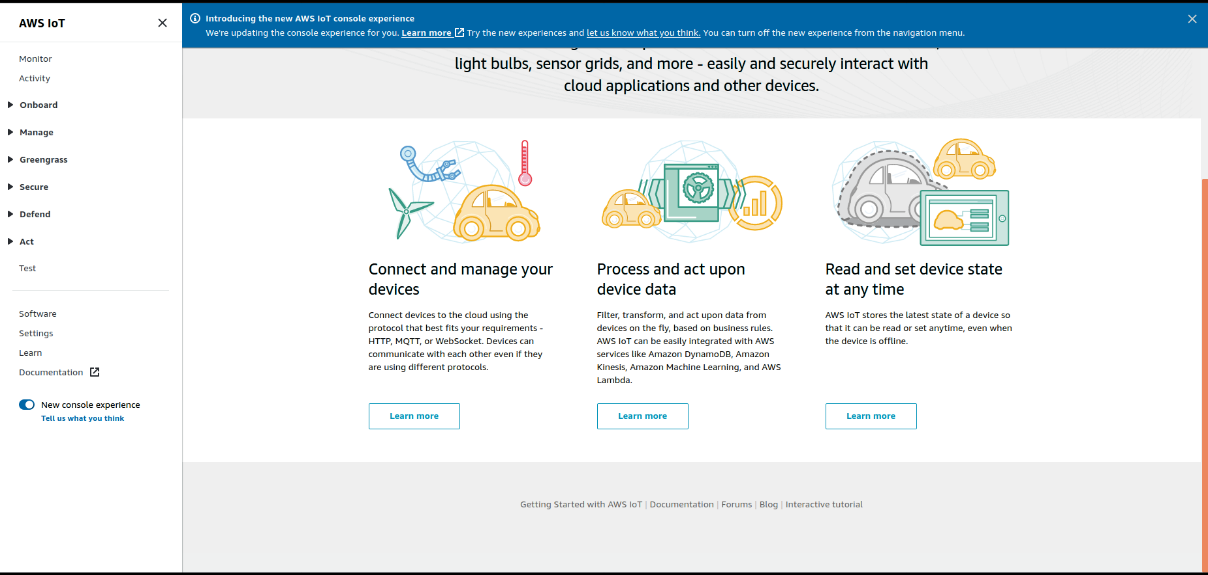 AWS IoT
Monitor
Activity
Onboard
Manage
Greengrass
Secure
Defend
Act
Test
Software
Settings
Learn
Documentation
New console experience
Tell us what you think
Introducing the new AWS IoT console experience
We're updating the console experience for you. Learn more Try the new experiences and let us know what you think. You can turn off the new experience from the navigation menu.
light bulbs, sensor grids, and more - easily and securely interact with
cloud applications and other devices.
Connect and manage your
devices
Connect devices to the cloud using the
protocol that best fits your requirements -
HTTP, MQTT, or WebSocket. Devices can
communicate with each other even if they
are using different protocols.
Learn more
Process and act upon
device data
Filter, transform, and act upon data from
devices on the fly, based on business rules.
AWS IoT can be easily integrated with AWS
services like Amazon DynamoDB, Amazon
Kinesis, Amazon Machine Learning, and AWS
Lambda.
Learn more
Read and set device state
at any time
AWS IoT stores the latest state of a device so
that it can be read or set anytime, even when
the device is offline.
Learn more
Getting Started with AWS IoT | Documentation | Forums | Blog | Interactive tutorial